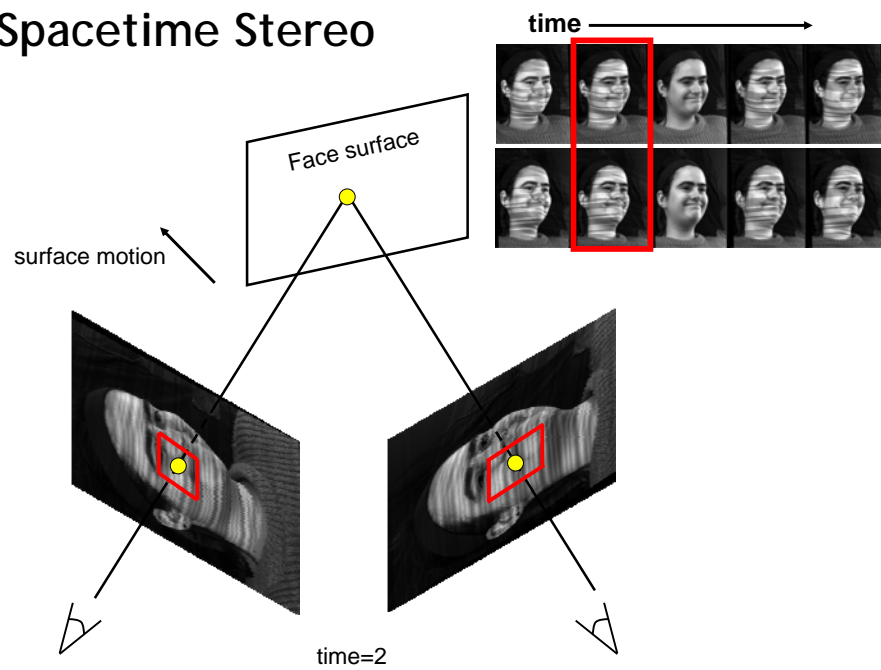 Spacetime Stereo
time
Face surface
surface motion
time=2